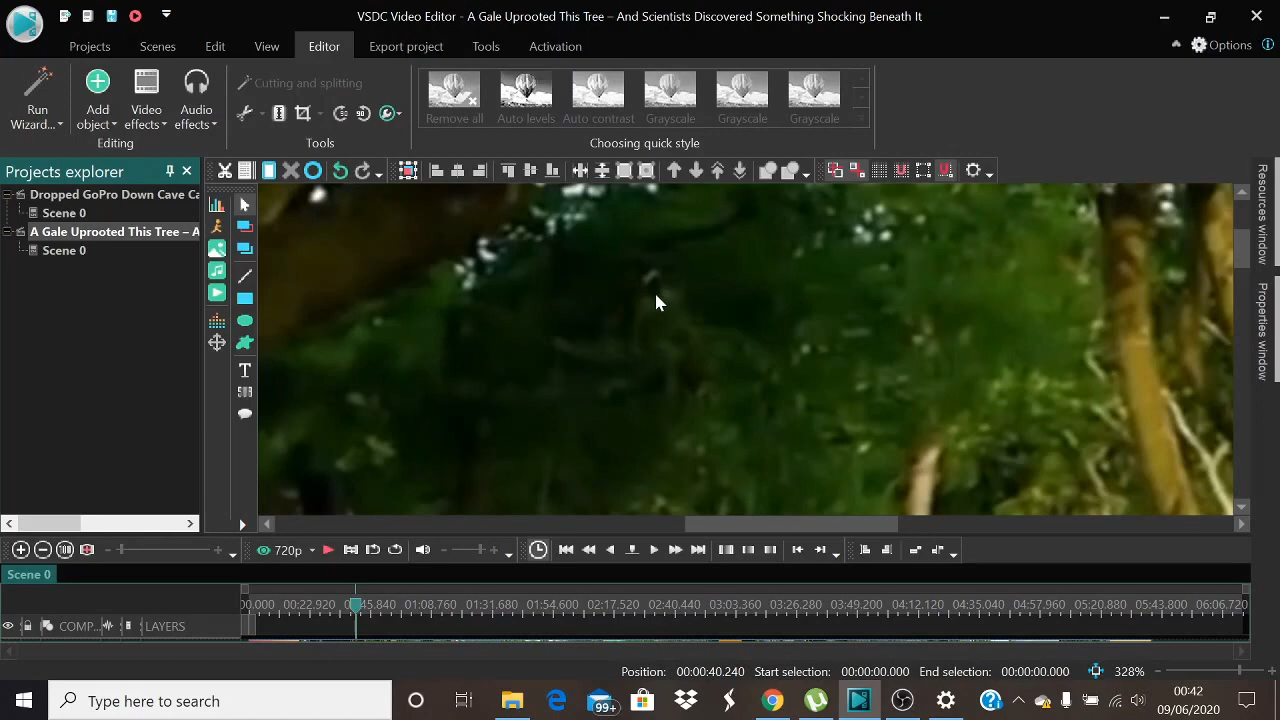 VSDC Video Editor - A Gale Uprooted This Tree – And Scientists Discovered Something Shocking Beneath It
Projects Scenes Edit View Editor Export project Tools Activation Options
Cutting and splitting
Run Wizard... Add object Video effects Audio effects
Remove all Auto levels Auto contrast Grayscale Grayscale Grayscale
Editing Tools Choosing quick style
Projects explorer
Dropped GoPro Down Cave Ca
Scene 0
A Gale Uprooted This Tree – A
Scene 0
Resources window
Properties window
720p
Scene 0
00.000 00:22.920 45.840 01:08.760 01:31.680 01:54.600 02:17.520 02:40.440 03:03.360 03:26.280 03:49.200 04:12.120 04:35.040 04:57.960 05:20.880 05:43.800 06:06.720
COMP... LAYERS
Position: 00:00:40.240 Start selection: 00:00:00.000 End selection: 00:00:00.000 328%
Type here to search
99+
00:42
09/06/2020